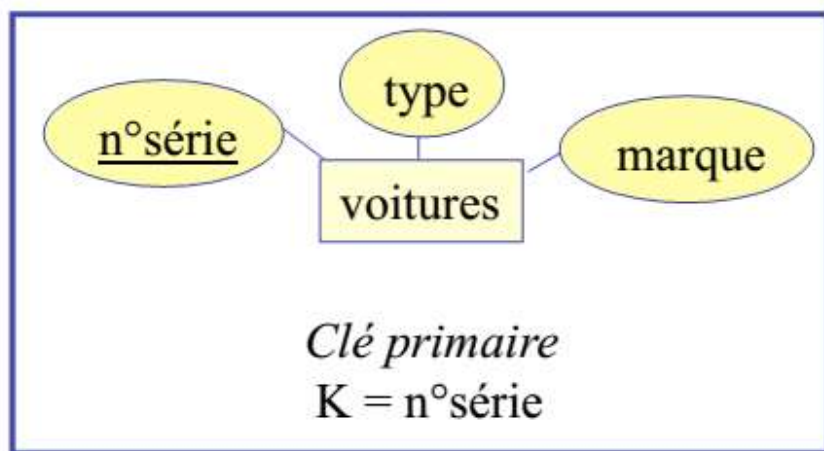 type
n°série
marque
voitures
Clé primaire
K = n°série